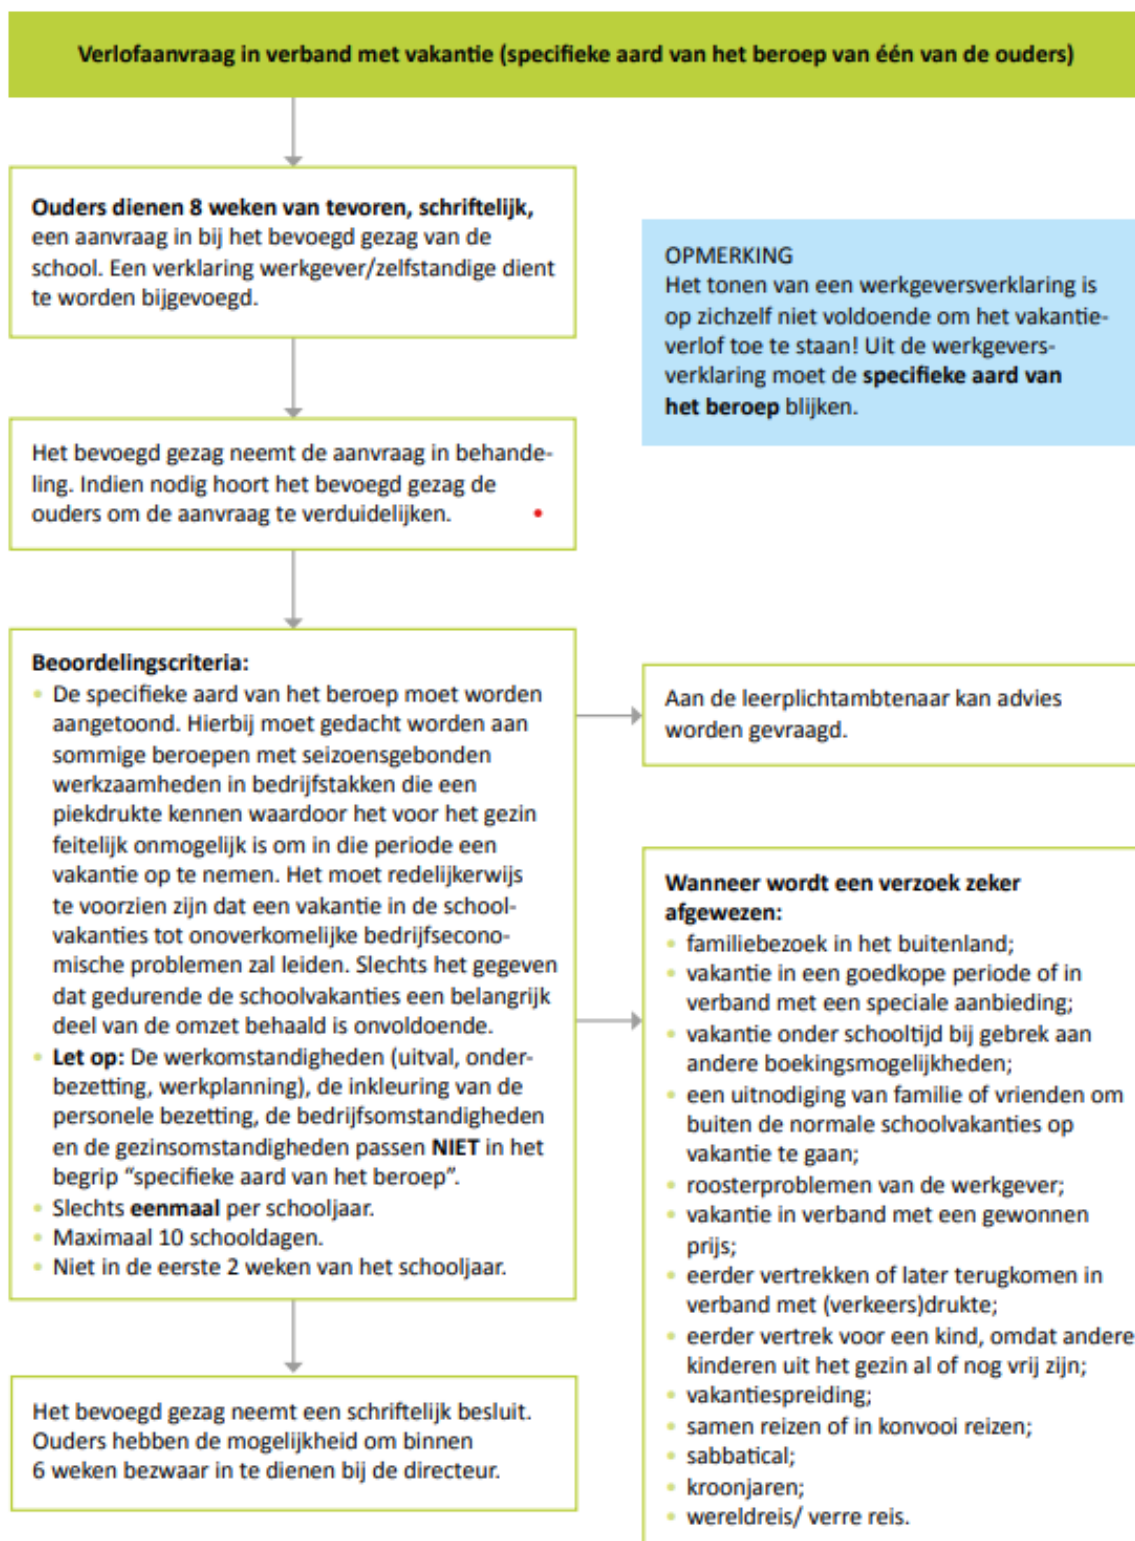 Verlofaanvraag in verband met vakantie (specifieke aard van het beroep van één van de ouders)
Ouders dienen 8 weken van tevoren, schriftelijk,
een aanvraag in bij het bevoegd gezag van de
school. Een verklaring werkgever/zelfstandige dient
te worden bijgevoegd.
OPMERKING
Het tonen van een werkgeversverklaring is
op zichzelf niet voldoende om het vakantie-
verlof toe te staan! Uit de werkgevers-
verklaring moet de specifieke aard van
het beroep blijken.
Het bevoegd gezag neemt de aanvraag in behande-
ling. Indien nodig hoort het bevoegd gezag de
ouders om de aanvraag te verduidelijken.
Beoordelingscriteria:
• De specifieke aard van het beroep moet worden
aangetoond. Hierbij moet gedacht worden aan
sommige beroepen met seizoensgebonden
werkzaamheden in bedrijfstakken die een
piekdrukte kennen waardoor het voor het gezin
feitelijk onmogelijk is om in die periode een
vakantie op te nemen. Het moet redelijkerwijs
te voorzien zijn dat een vakantie in de school-
vakanties tot onoverkomelijke bedrijfsecono-
mische problemen zal leiden. Slechts het gegeven
dat gedurende de schoolvakanties een belangrijk
deel van de omzet behaald is onvoldoende.
• Let op: De werkomstandigheden (uitval, onder-
bezetting, werkplanning), de inkleuring van de
personele bezetting, de bedrijfsomstandigheden
en de gezinsomstandigheden passen NIET in het
begrip “specifieke aard van het beroep”.
• Slechts eenmaal per schooljaar.
• Maximaal 10 schooldagen.
• Niet in de eerste 2 weken van het schooljaar.
Aan de leerplichtambtenaar kan advies
worden gevraagd.
Wanneer wordt een verzoek zeker
afgewezen:
• familiebezoek in het buitenland;
• vakantie in een goedkope periode of in
verband met een speciale aanbieding;
• vakantie onder schooltijd bij gebrek aan
andere boekingsmogelijkheden;
• een uitnodiging van familie of vrienden om
buiten de normale schoolvakanties op
vakantie te gaan;
• roosterproblemen van de werkgever;
• vakantie in verband met een gewonnen
prijs;
• eerder vertrekken of later terugkomen in
verband met (verkeers)drukte;
• eerder vertrek voor een kind, omdat andere
kinderen uit het gezin al of nog vrij zijn;
• vakantiespreiding;
• samen reizen of in konvooi reizen;
• sabbatical;
• kroonjaren;
• wereldreis/ verre reis.
Het bevoegd gezag neemt een schriftelijk besluit.
Ouders hebben de mogelijkheid om binnen
6 weken bezwaar in te dienen bij de directeur.